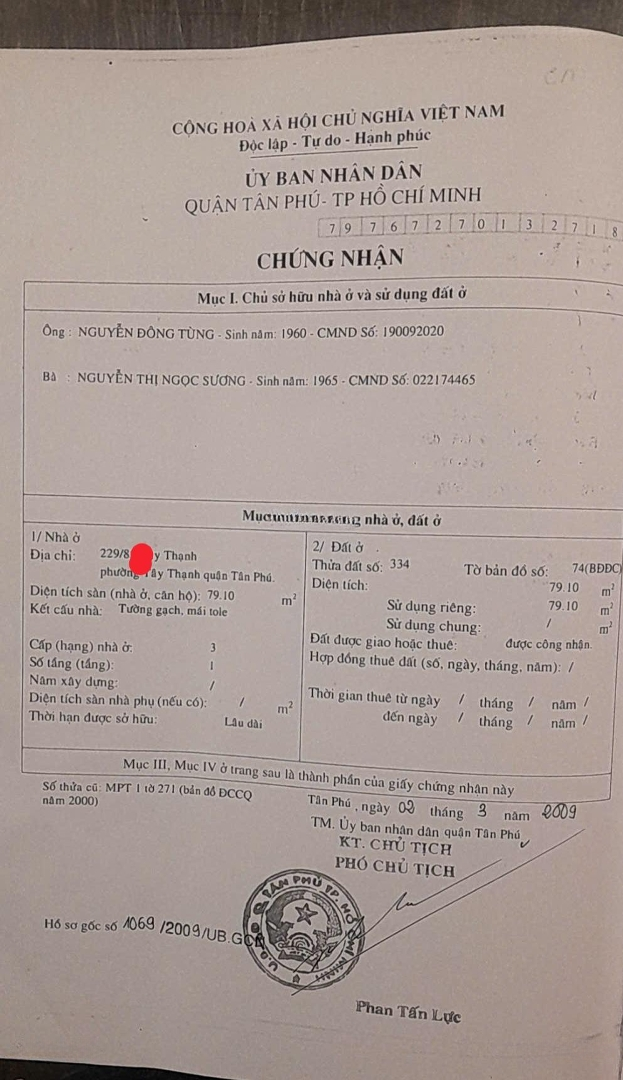 CỘNG HOÀ XÃ HỘI CHỦ NGHĨA VIỆT NAM
Độc lập - Tự do - Hạnh phúc
ỦY BAN NHÂN DÂN
QUẬN TÂN PHÚ- TP HỒ CHÍ MINH
7 9 7 6 7 2 7 0 1 3 2 7 1 8
CHỨNG NHẬN
Mục I. Chủ sở hữu nhà ở và sử dụng đất ở
Ông : NGUYỄN ĐÔNG TÙNG - Sinh năm: 1960 - CMND Số: 190092020
Bà : NGUYỄN THỊ NGỌC SƯƠNG - Sinh năm: 1965 - CMND Số: 022174465
nhà ở, đất ở
1/ Nhà ở
Địa chỉ: 229/8 y Thạnh
phường Tây Thạnh quận Tân Phú.
Diện tích sàn (nhà ở, căn hộ): 79.10 m²
Kết cấu nhà: Tường gạch, mái tole
Cấp (hạng) nhà ở: 3
Số tầng (tầng): 1
Năm xây dựng: /
Diện tích sàn nhà phụ (nếu có): / m²
Thời hạn được sở hữu: Lâu dài
2/ Đất ở
Thửa đất số: 334 Tờ bản đồ số: 74(BĐĐC)
Diện tích: 79.10 m²
Sử dụng riêng: 79.10 m²
Sử dụng chung: / m²
Đất được giao hoặc thuê: được công nhận.
Hợp đồng thuê đất (số, ngày, tháng, năm): /
Thời gian thuê từ ngày / tháng / năm /
đến ngày / tháng / năm /
Mục III, Mục IV ở trang sau là thành phần của giấy chứng nhận này
Số thửa cũ: MPT 1 tờ 271 (bản đồ ĐCCQ
năm 2000)
Tân Phú, ngày 02 tháng 3 năm 2009
TM. Ủy ban nhân dân quận Tân Phú
KT. CHỦ TỊCH
PHÓ CHỦ TỊCH
Hồ sơ gốc số 1069/2009/UB.GCN
Phan Tấn Lực